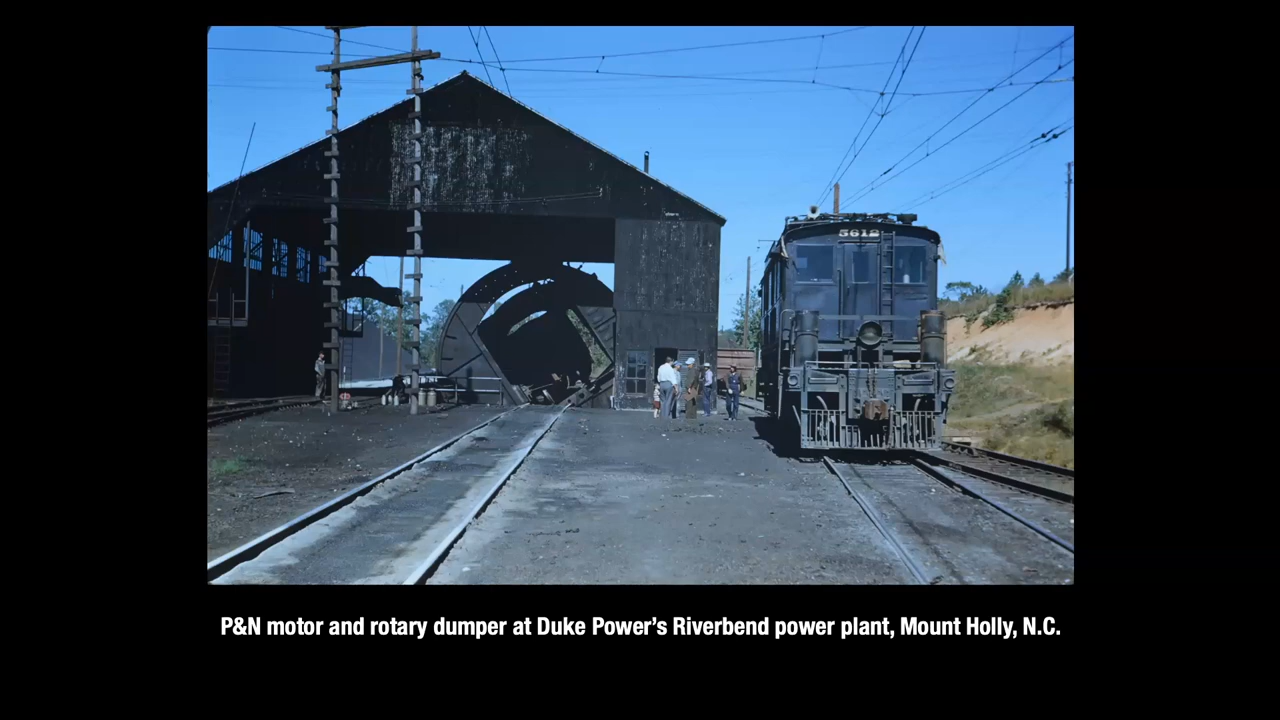 5612
P&N motor and rotary dumper at Duke Power’s Riverbend power plant, Mount Holly, N.C.